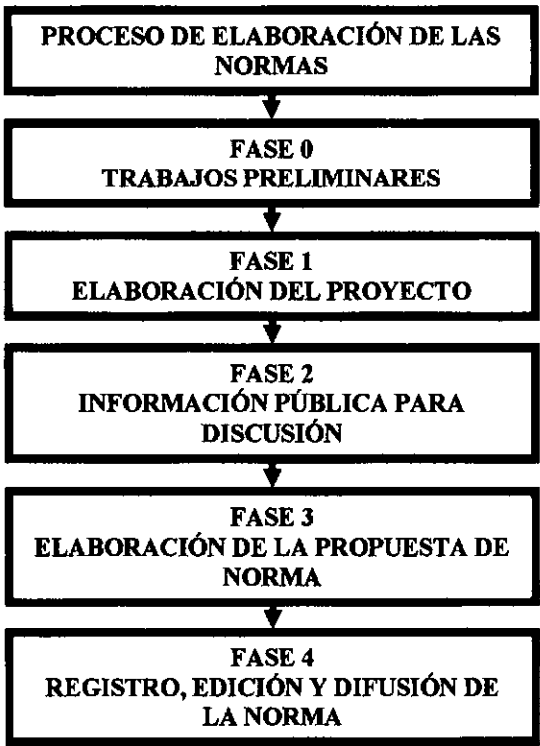 PROCESO DE ELABORACIÓN DE LAS
NORMAS
FASE 0
TRABAJOS PRELIMINARES
FASE 1
ELABORACIÓN DEL PROYECTO
FASE 2
INFORMACIÓN PÚBLICA PARA
DISCUSIÓN
FASE 3
ELABORACIÓN DE LA PROPUESTA DE
NORMA
FASE 4
REGISTRO, EDICIÓN Y DIFUSIÓN DE
LA NORMA